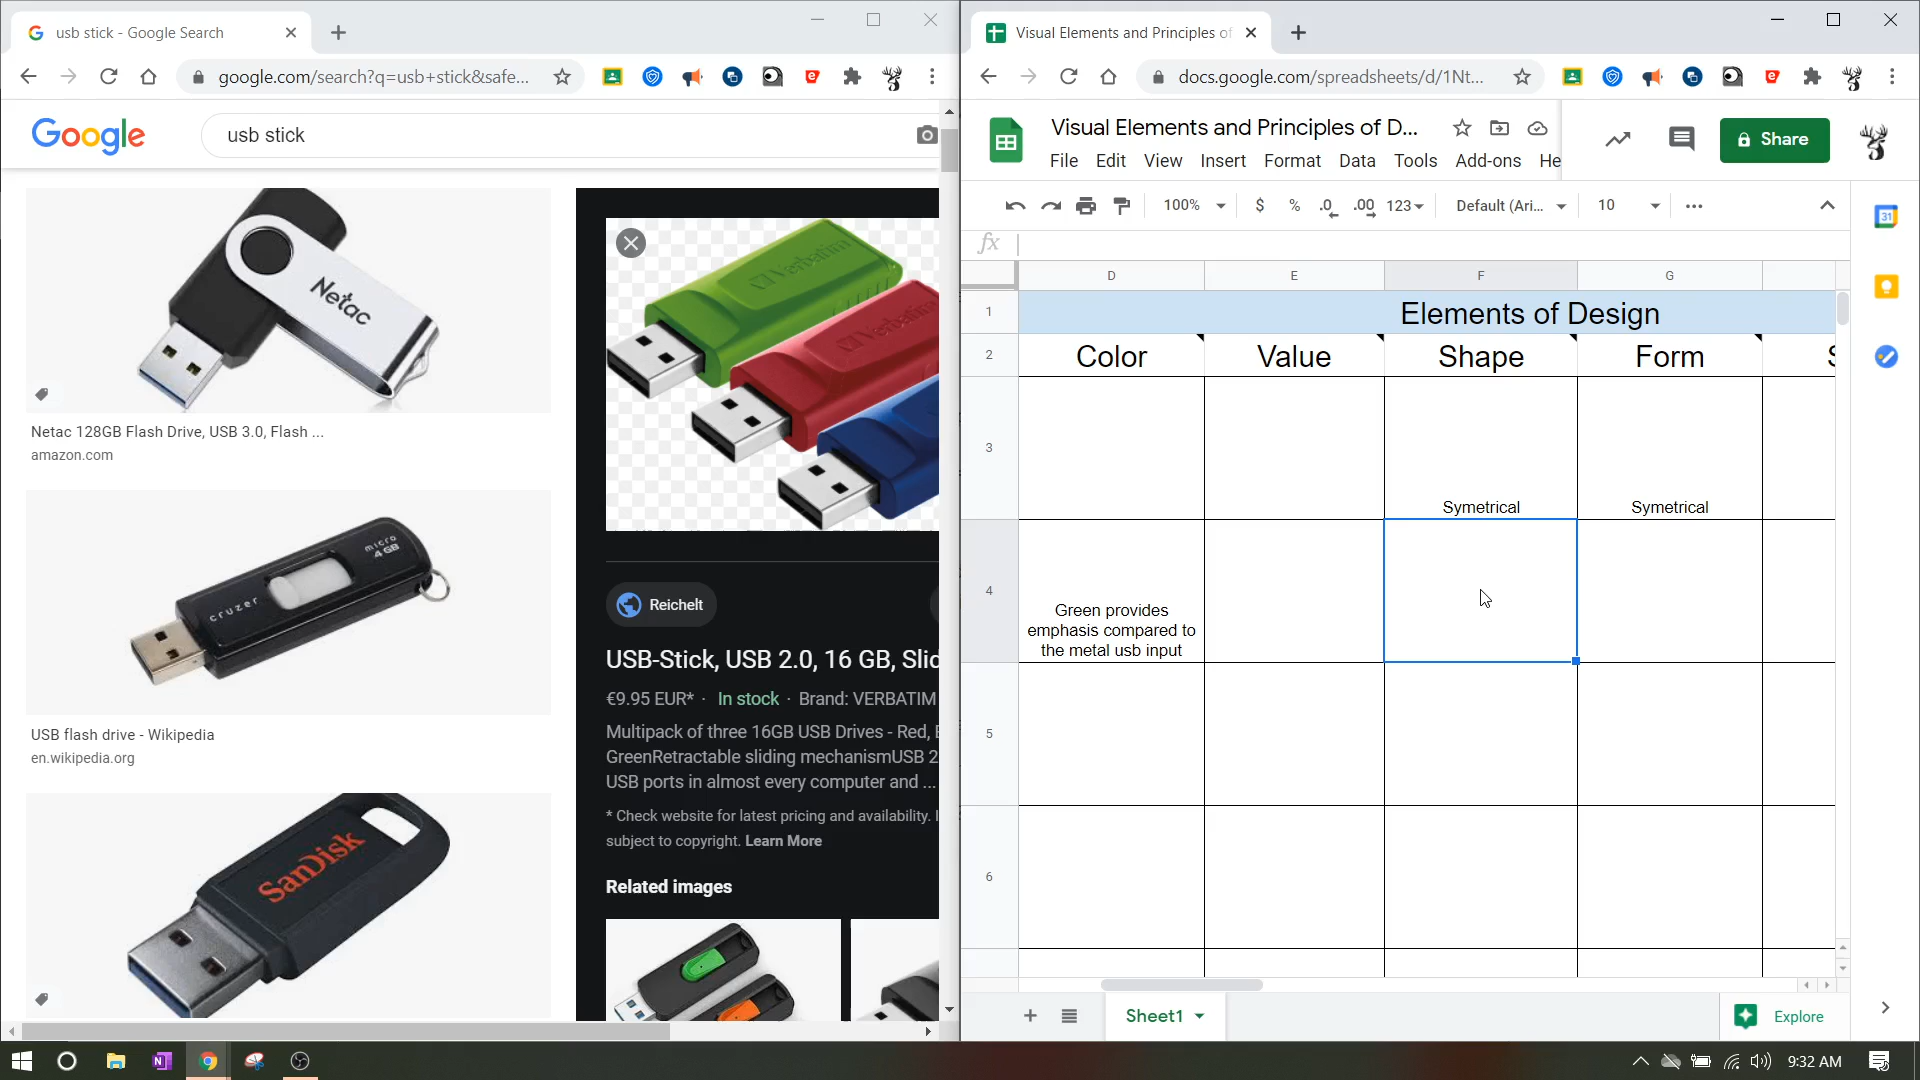 usb stick - Google Search
google.com/search?q=usb+stick&safe...
Google
usb stick
Netac
Netac 128GB Flash Drive, USB 3.0, Flash ...
amazon.com
cruzer
micro
4 GB
USB flash drive - Wikipedia
en.wikipedia.org
SanDisk
Verbatim
Verbatim
Reichelt
USB-Stick, USB 2.0, 16 GB, Slid
€9.95 EUR* · In stock · Brand: VERBATIM
Multipack of three 16GB USB Drives - Red,
GreenRetractable sliding mechanismUSB 2
USB ports in almost every computer and ...
* Check website for latest pricing and availability.
subject to copyright. Learn More
Related images
Visual Elements and Principles of
docs.google.com/spreadsheets/d/1Nt...
Visual Elements and Principles of D...
File Edit View Insert Format Data Tools Add-ons He
Share
100% $ % .0 .00 123 Default (Ari... 10
31
fx
D E F G
1 Elements of Design
2 Color Value Shape Form S
3 Symetrical Symetrical
4 Green provides
emphasis compared to
the metal usb input
5
6
Sheet1
Explore
9:32 AM